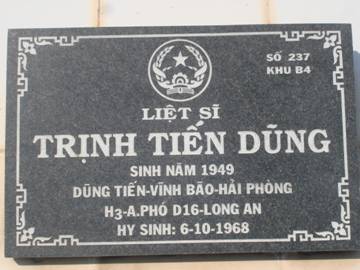 SỐ 237
KHU B4
LIỆT SĨ
TRỊNH TIẾN DŨNG
SINH NĂM 1949
DŨNG TIẾN-VĨNH BẢO-HẢI PHÒNG
H3-A.PHÓ D16-LONG AN
HY SINH: 6-10-1968